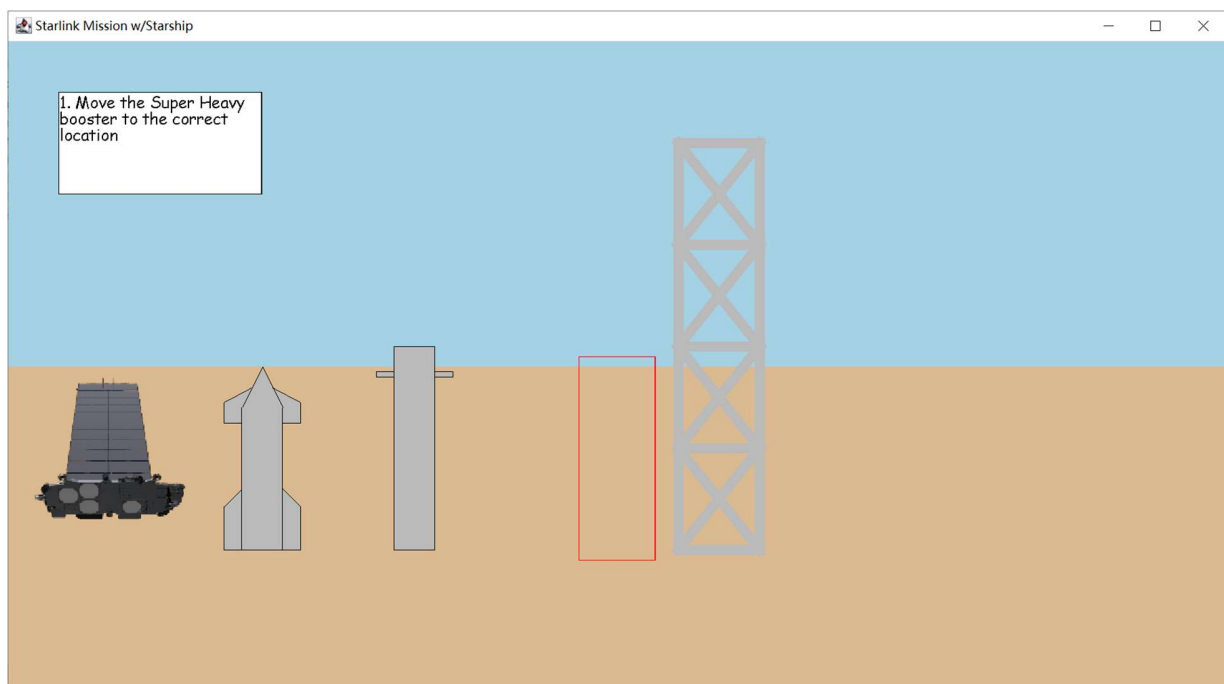 Starlink Mission w/Starship
1. Move the Super Heavy
booster to the correct
location